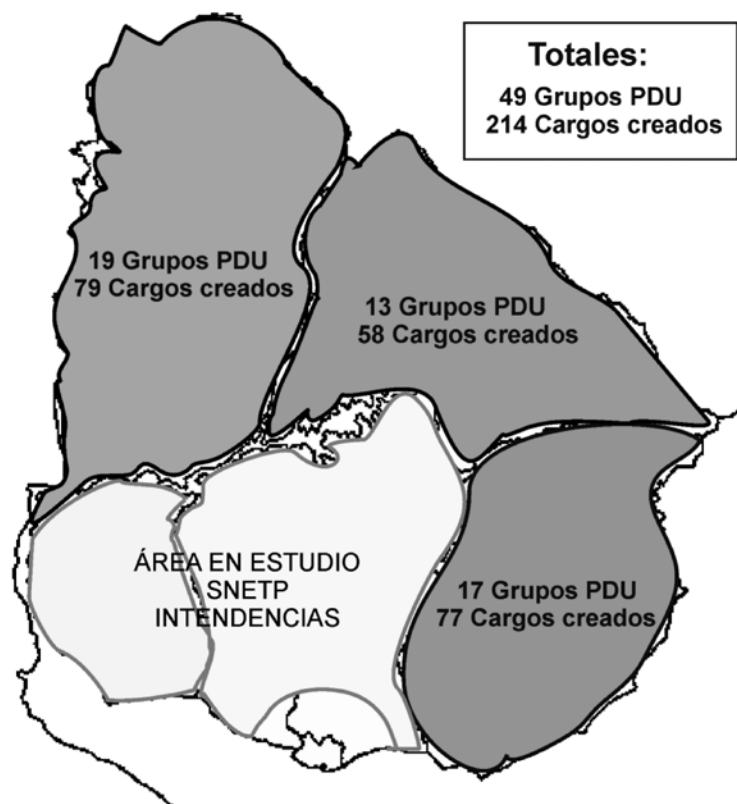 Totales:
49 Grupos PDU
214 Cargos creados
19 Grupos PDU
79 Cargos creados
13 Grupos PDU
58 Cargos creados
ÁREA EN ESTUDIO
SNETP
INTENDENCIAS
17 Grupos PDU
77 Cargos creados